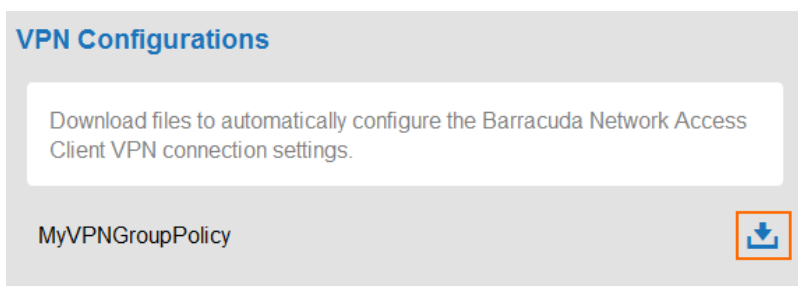 VPN Configurations
Download files to automatically configure the Barracuda Network Access
Client VPN connection settings.
MyVPNGroupPolicy